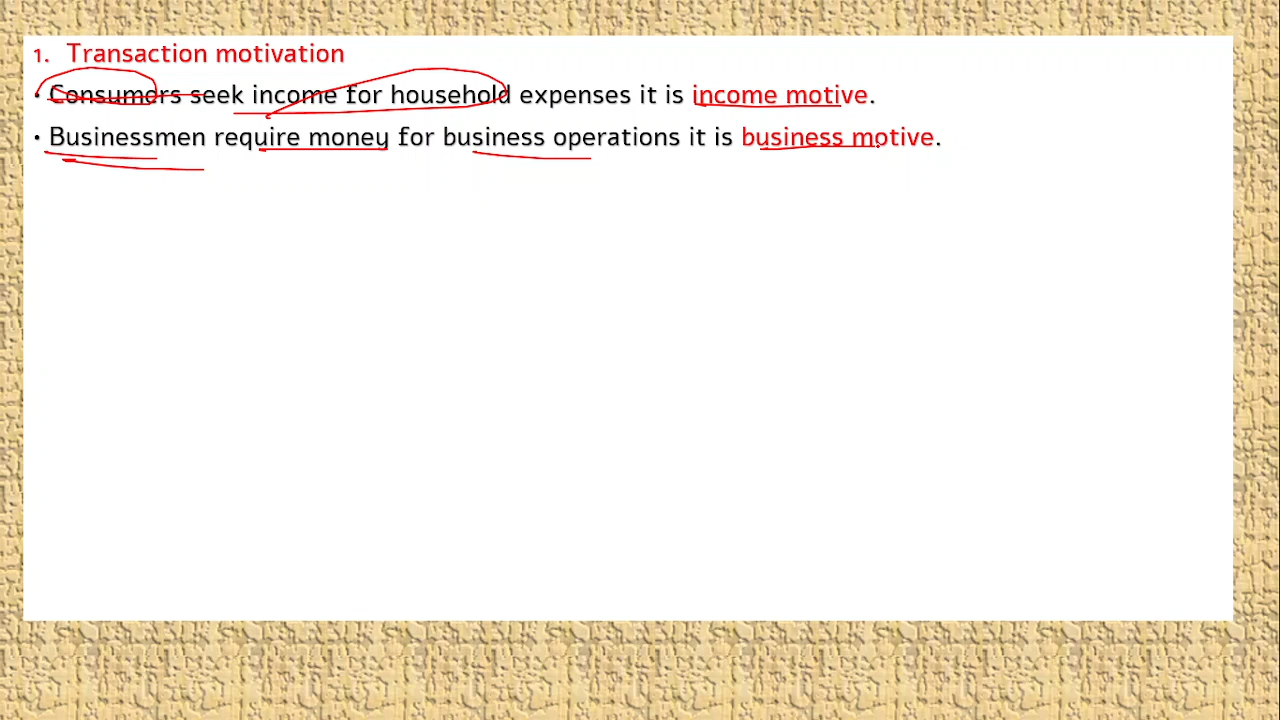 1. Transaction motivation
• Consumers seek income for household expenses it is income motive.
• Businessmen require money for business operations it is business motive.